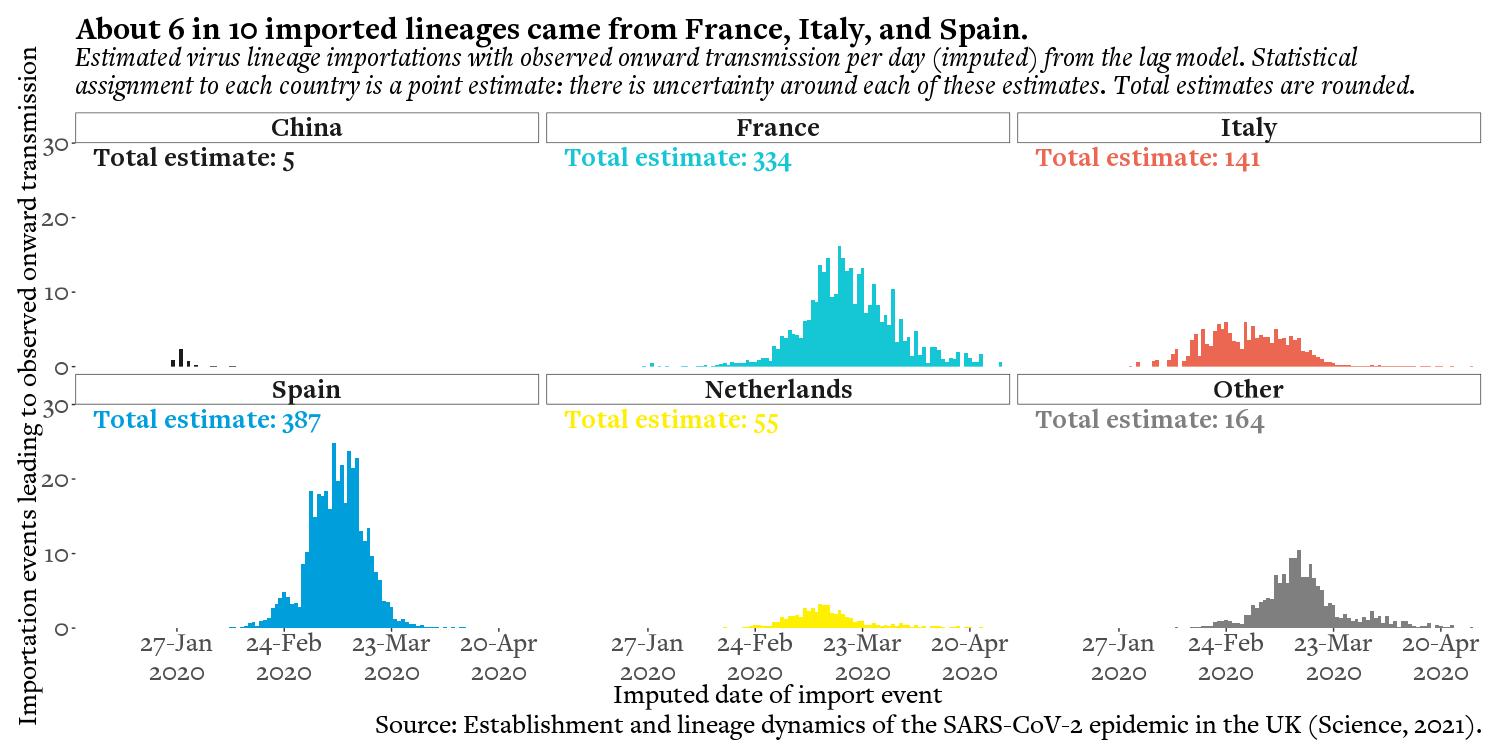 About 6 in 10 imported lineages came from France, Italy, and Spain.
Estimated virus lineage importations with observed onward transmission per day (imputed) from the lag model. Statistical
assignment to each country is a point estimate: there is uncertainty around each of these estimates. Total estimates are rounded.
Importation events leading to observed onward transmission
China
France
Italy
30
20
10
0
Total estimate: 5
Total estimate: 334
Total estimate: 141
Spain
Netherlands
Other
30
20
10
0
Total estimate: 387
Total estimate: 55
Total estimate: 164
27-Jan 24-Feb 23-Mar 20-Apr 27-Jan 24-Feb 23-Mar 20-Apr 27-Jan 24-Feb 23-Mar 20-Apr
2020 2020 2020 2020 2020 2020 2020 2020 2020 2020 2020 2020
Imputed date of import event
Source: Establishment and lineage dynamics of the SARS-CoV-2 epidemic in the UK (Science, 2021).